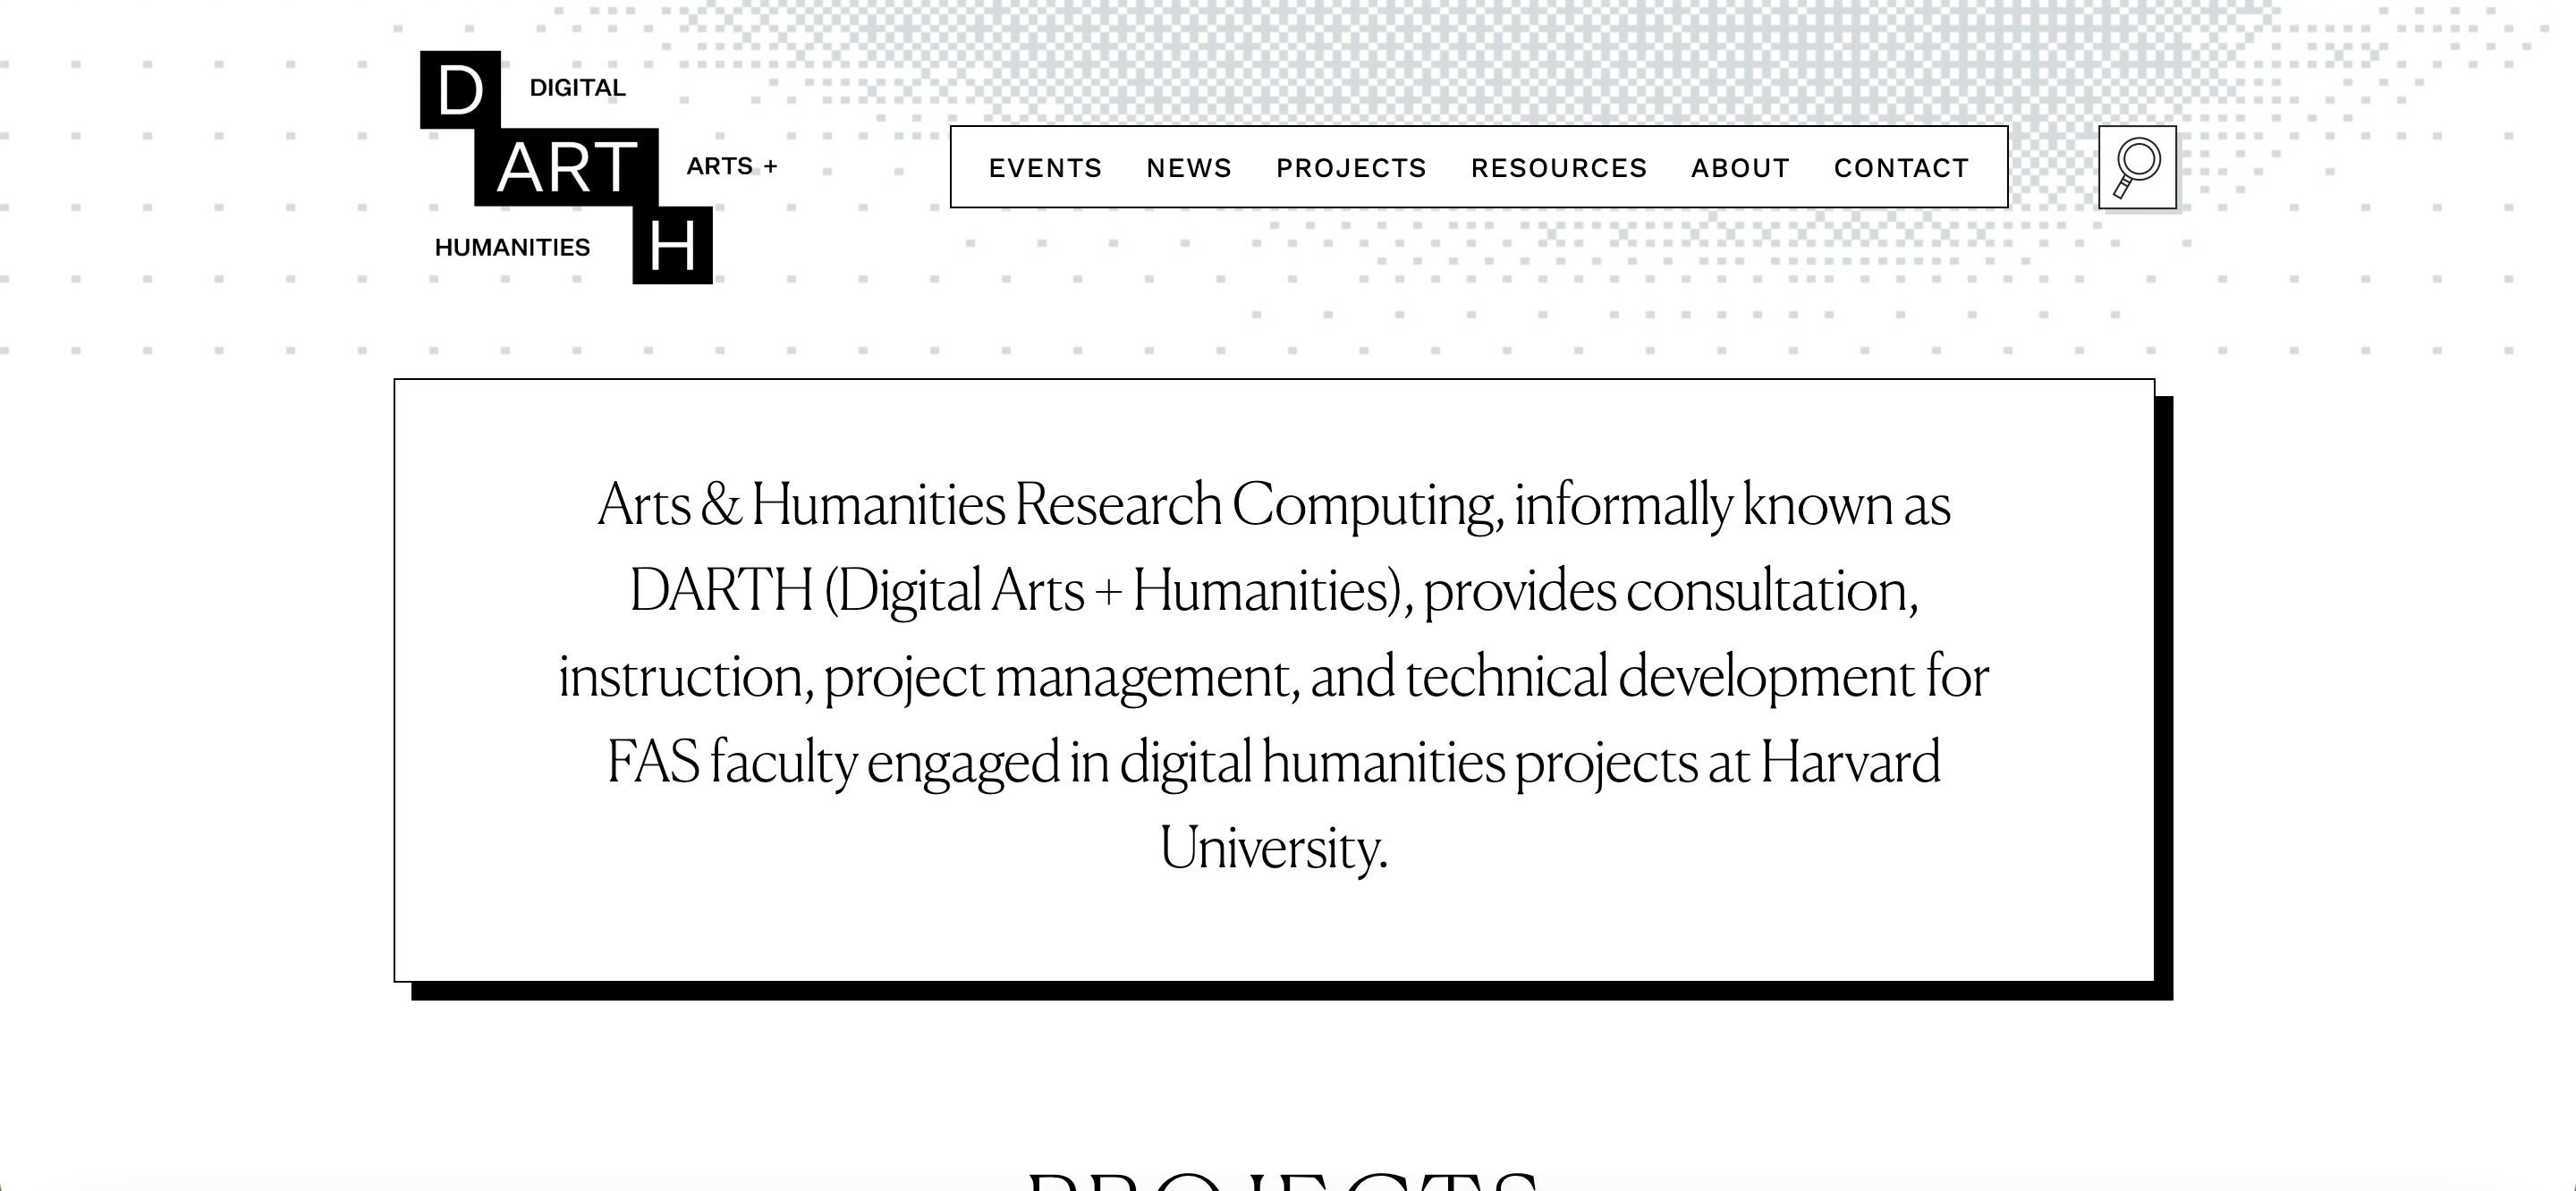 D DIGITAL
ART ARTS +
HUMANITIES H
EVENTS NEWS PROJECTS RESOURCES ABOUT CONTACT
Arts & Humanities Research Computing, informally known as
DARTH (Digital Arts + Humanities), provides consultation,
instruction, project management, and technical development for
FAS faculty engaged in digital humanities projects at Harvard
University.
PROJECTS